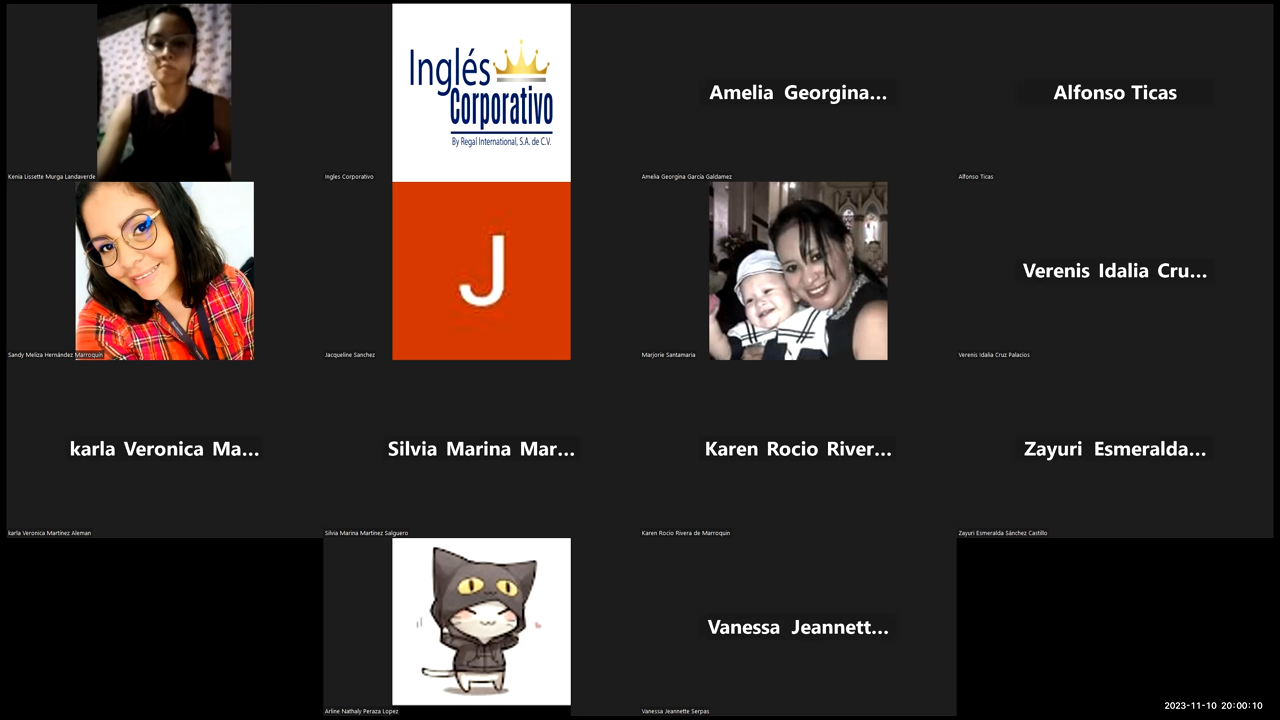 Inglés
Corporativo
By Regal International, S.A. de C.V.
Amelia Georgina...
Alfonso Ticas
Kenia Lissette Murga Landaverde
Ingles Corporativo
Amelia Georgina García Galdamez
Alfonso Ticas
J
Verenis Idalia Cru...
Sandy Meliza Hernández Marroquín
Jacqueline Sanchez
Marjorie Santamaria
Verenis Idalia Cruz Palacios
karla Veronica Ma...
Silvia Marina Mar...
Karen Rocio River...
Zayuri Esmeralda...
karla Veronica Martínez Aleman
Silvia Marina Martinez Salguero
Karen Rocio Rivera de Marroquin
Zayuri Esmeralda Sánchez Castillo
Vanessa Jeannett...
Arline Nathaly Peraza Lopez
Vanessa Jeannette Serpas
2023-11-10 20:00:10